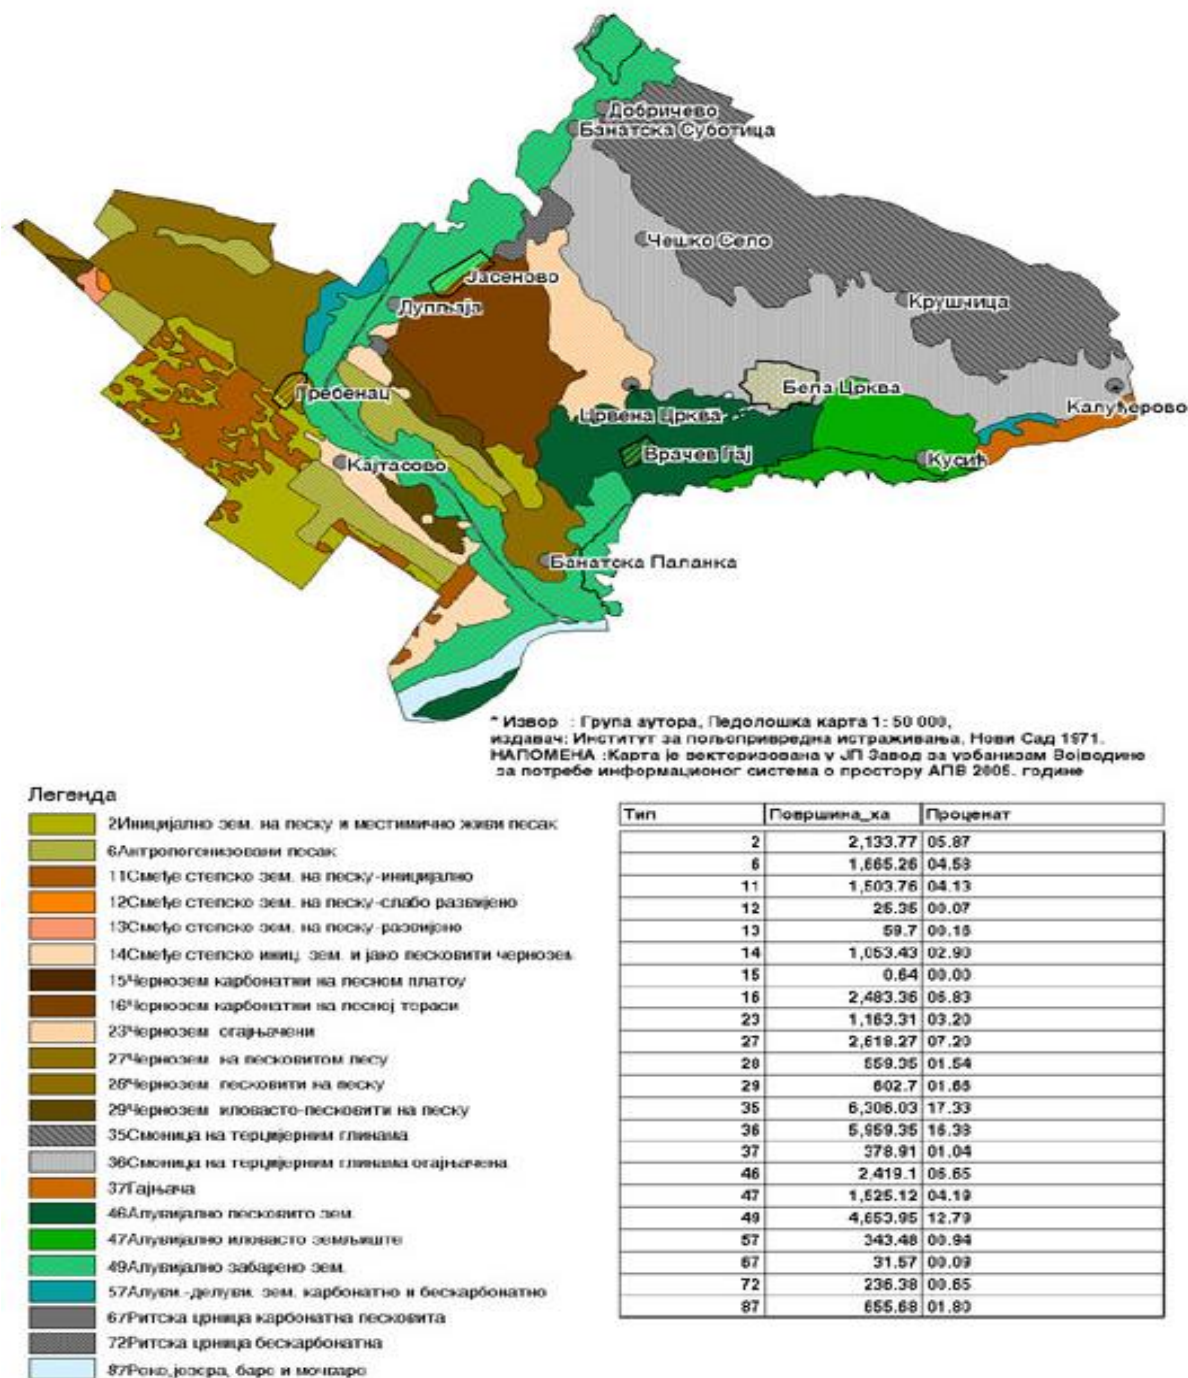 Добричево
Банатска Суботица
Чешко Село
Јасеново
Дупљаја
Крушчица
Гребенац
Бела Црква
Калуђерово
Црвена Црква
Врачев Гај
Кусић
Кајтасово
Банатска Паланка
* Извор : Група аутора, Педолошка карта 1: 50 000,
издавач: Институт за пољопривредна истраживања, Нови Сад 1971.
НАПОМЕНА :Карта је векторизована у ЈП Завод за урбанизам Војводине
за потребе информационог система о простору АПВ 2005. године
Легенда
2Иницијално зем. на песку и местимично живи песак
6Антропогенизовани песак
11Смеђе степско зем. на песку-иницијално
12Смеђе степско зем. на песку-слабо развијено
13Смеђе степско зем. на песку-развијено
14Смеђе степско иниц. зем. и јако песковити чернозем
15Чернозем карбонатни на лесном платоу
16Чернозем карбонатни на лесној тераси
23Чернозем огајњачени
27Чернозем на песковитом лесу
28Чернозем песковити на песку
29Чернозем иловасто-песковити на песку
35Смоница на терцијерним глинама
36Смоница на терцијерним глинама огајњачена
37Гајњача
46Алувијално песковито зем.
47Алувијално иловасто земљиште
49Алувијално забарено зем.
57Алуви.-делуви. зем. карбонатно и бескарбонатно
67Ритска црница карбонатна песковита
72Ритска црница бескарбонатна
87Реке,језера, баре и мочваре
Тип Површина_ха Проценат
2 2,133.77 05.87
6 1,665.26 04.58
11 1,503.76 04.13
12 25.35 00.07
13 59.7 00.16
14 1,053.43 02.90
15 0.64 00.00
16 2,483.36 06.83
23 1,163.31 03.20
27 2,618.27 07.20
28 559.35 01.54
29 602.7 01.66
35 6,306.03 17.33
36 5,959.35 16.38
37 378.91 01.04
46 2,419.1 06.65
47 1,525.12 04.19
49 4,653.95 12.79
57 343.48 00.94
67 31.57 00.09
72 236.38 00.65
87 655.68 01.80